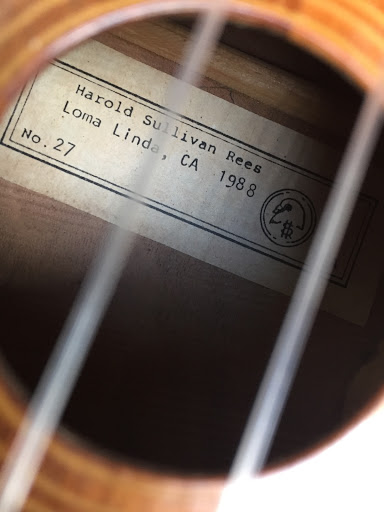 Harold Sullivan Rees
Loma Linda, CA 1988
No. 27